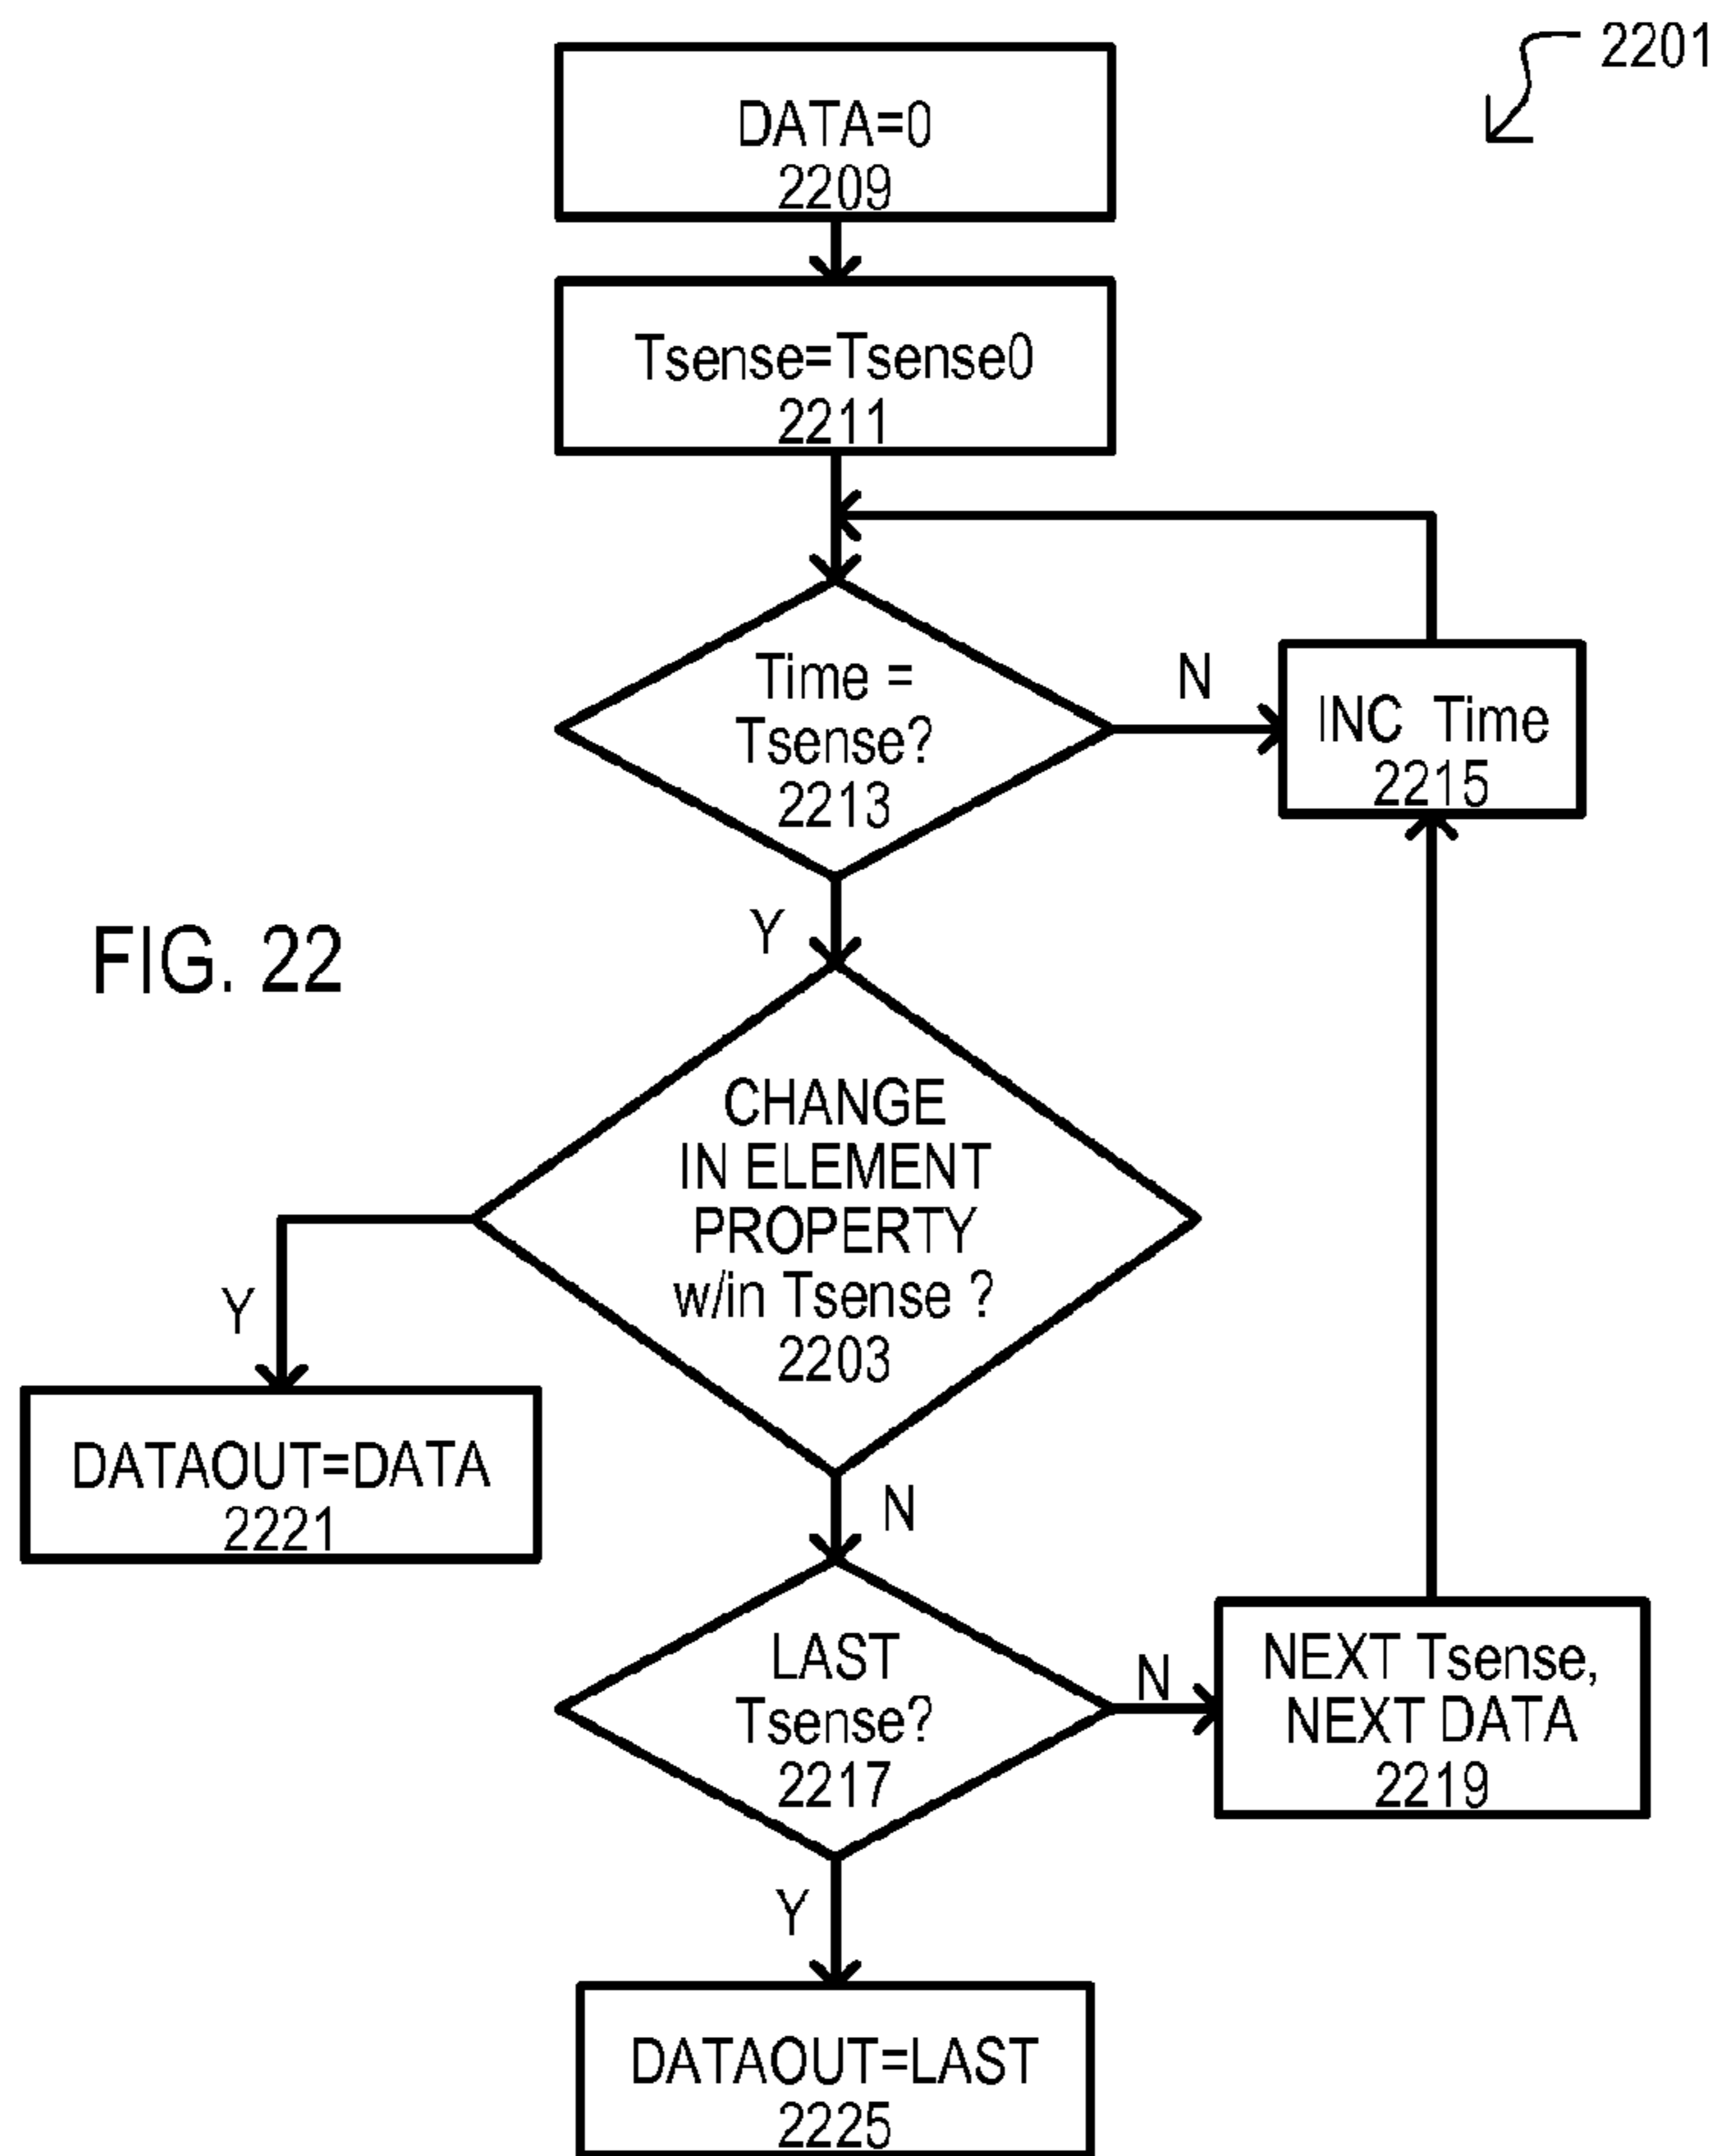 2201
DATA=0
2209
Tsense=Tsense0
2211
Time =
Tsense?
2213
N
INC Time
2215
Y
FIG. 22
CHANGE
IN ELEMENT
PROPERTY
w/in Tsense ?
2203
Y
DATAOUT=DATA
2221
N
LAST
Tsense?
2217
N
NEXT Tsense,
NEXT DATA
2219
Y
DATAOUT=LAST
2225